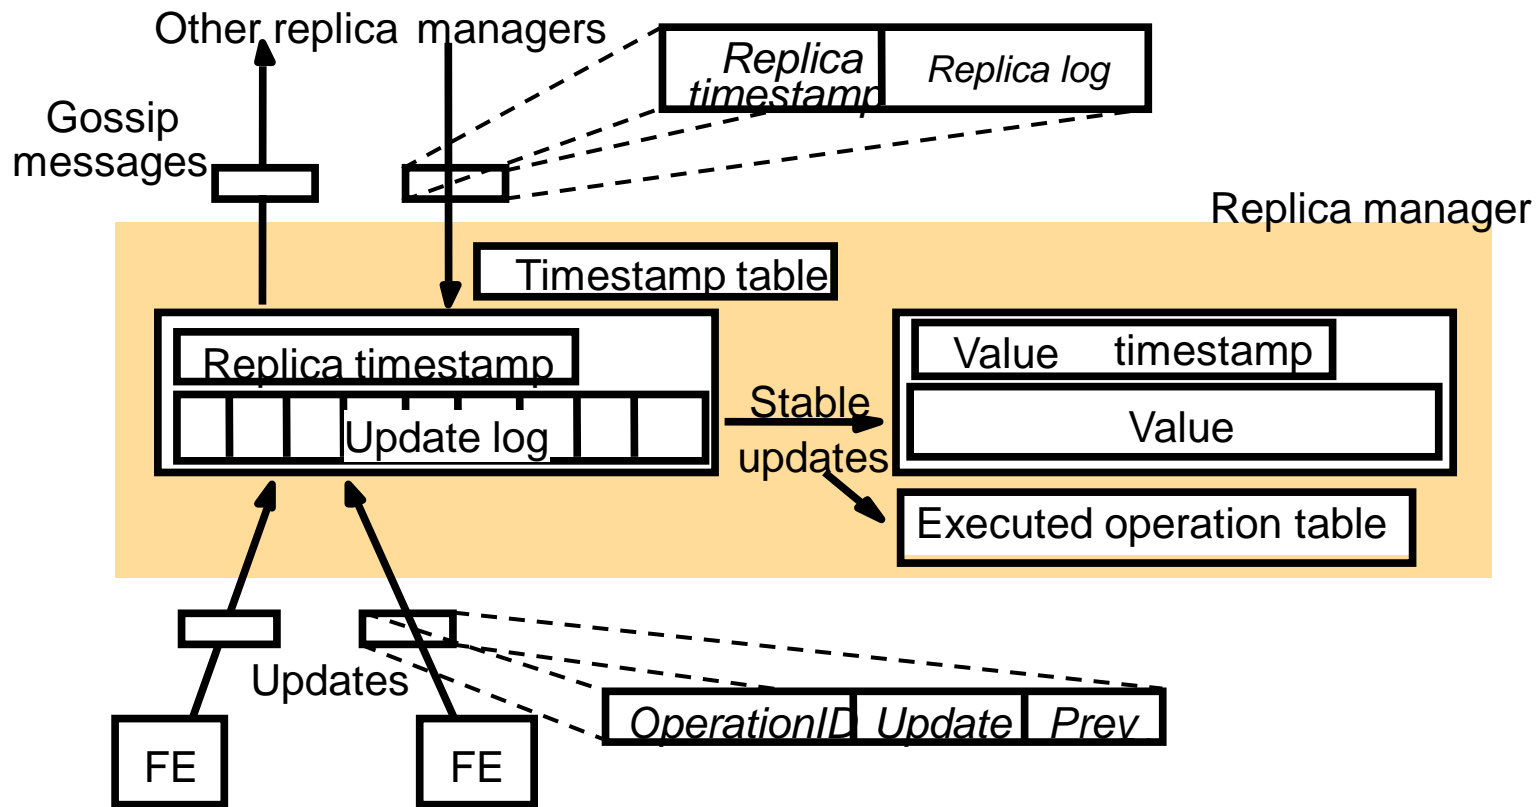 Other replica managers
Replica
timestamp
Replica log
Gossip
messages
Replica manager
Timestamp table
Replica timestamp
Value timestamp
Stable
updates
Update log
Value
Executed operation table
Updates
OperationID
Update
Prev
FE
FE